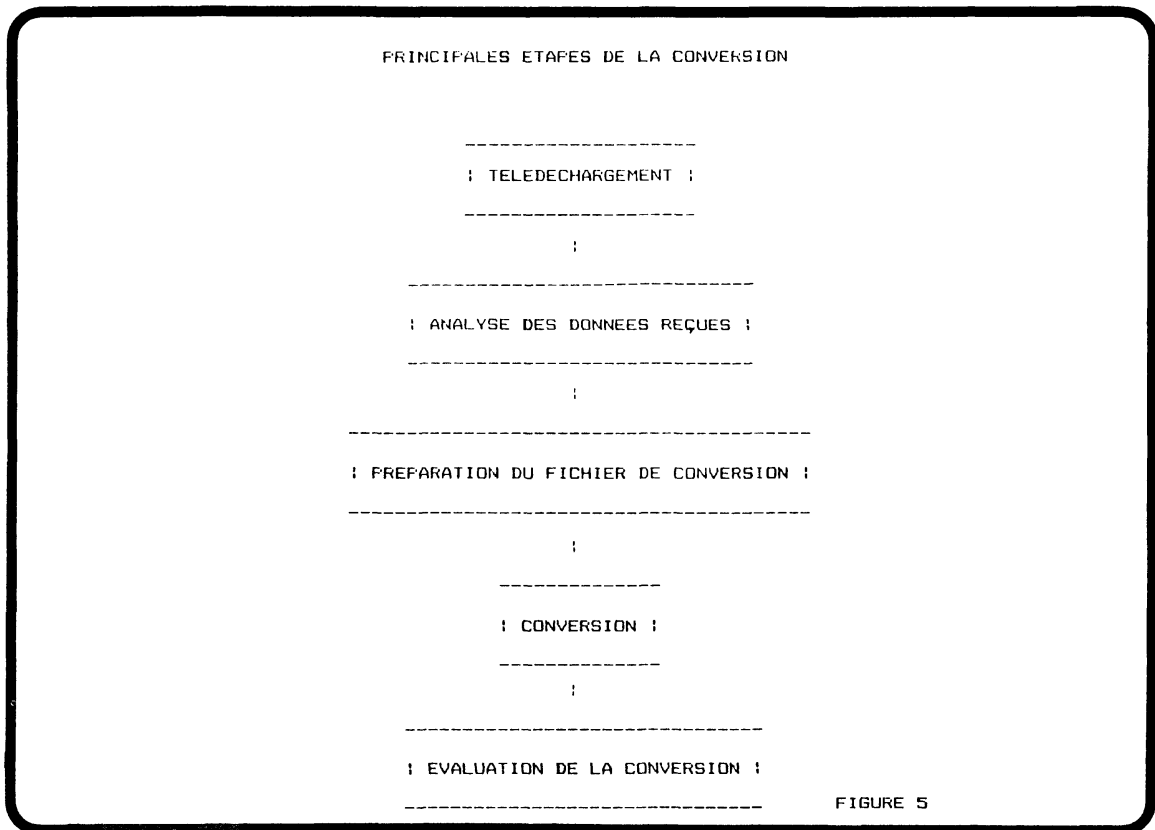 PRINCIPALES ETAPES DE LA CONVERSION
TELEDECHARGEMENT
ANALYSE DES DONNEES REÇUES
PREPARATION DU FICHIER DE CONVERSION
CONVERSION
EVALUATION DE LA CONVERSION
FIGURE 5